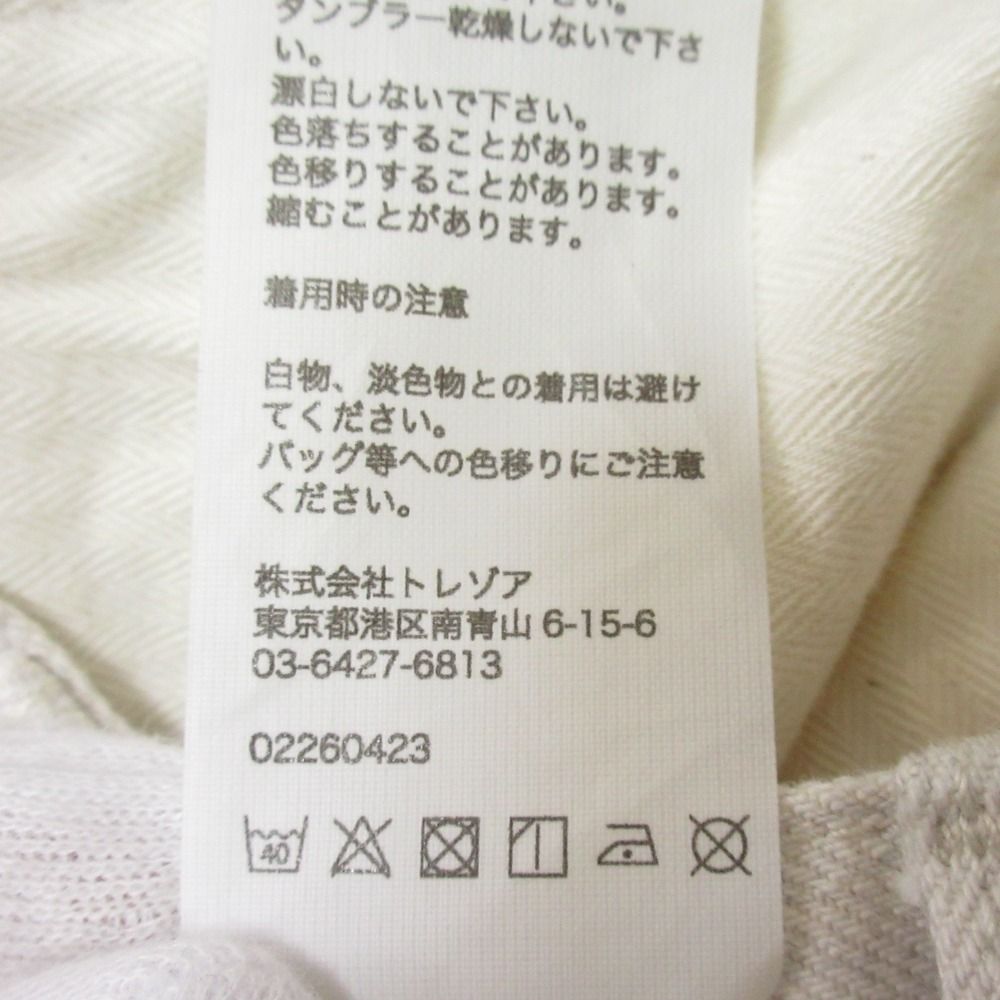 タンブラー乾燥しないで下さ
い。
漂白しないで下さい。
色落ちすることがあります。
色移りすることがあります。
縮むことがあります。
着用時の注意
白物、淡色物との着用は避け
てください。
バッグ等への色移りにご注意
ください。
株式会社トレゾア
東京都港区南青山 6-15-6
03-6427-6813
02260423
40